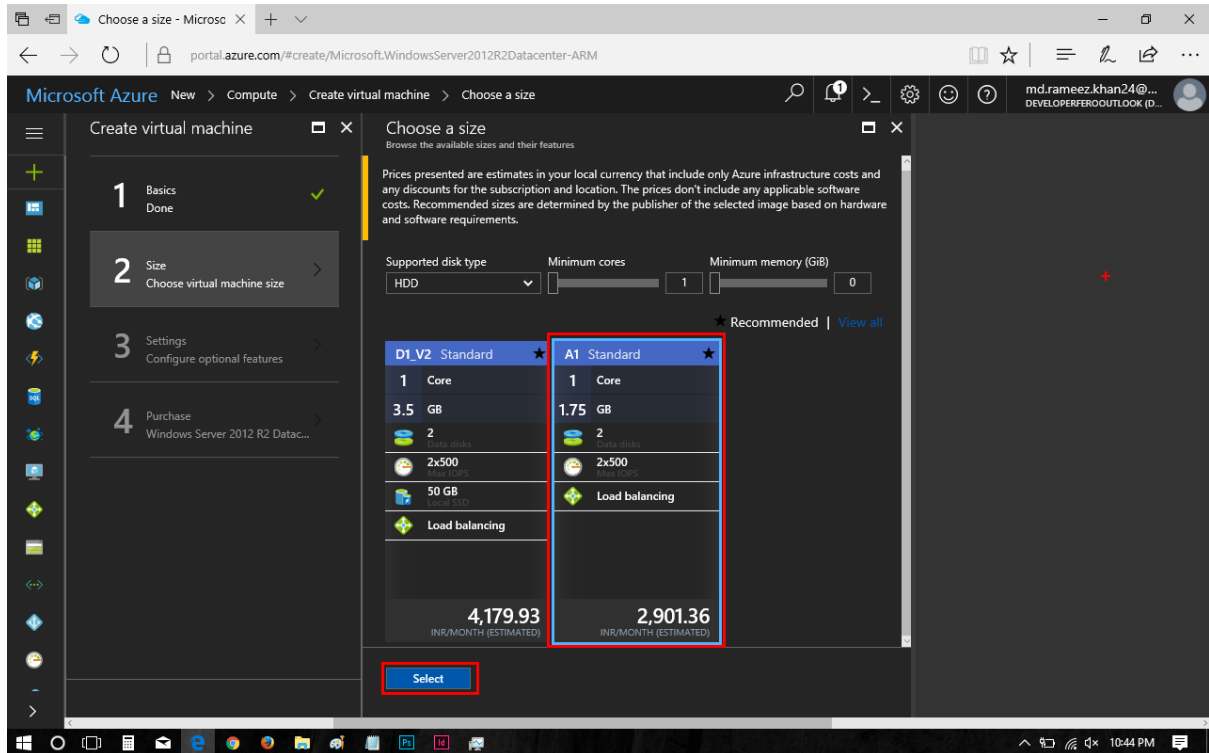 Choose a size - Microsc
portal.azure.com/#create/Microsoft.WindowsServer2012R2Datacenter-ARM
Microsoft Azure New > Compute > Create virtual machine > Choose a size
1
md.rameez.khan24@...
DEVELOPERFEROOUTLOOK (D...
Create virtual machine
1
Basics
Done
2
Size
Choose virtual machine size
3
Settings
Configure optional features
4
Purchase
Windows Server 2012 R2 Datac...
Choose a size
Browse the available sizes and their features
Prices presented are estimates in your local currency that include only Azure infrastructure costs and
any discounts for the subscription and location. The prices don't include any applicable software
costs. Recommended sizes are determined by the publisher of the selected image based on hardware
and software requirements.
Supported disk type
HDD
Minimum cores
1
Minimum memory (GiB)
0
★ Recommended | View all
D1_V2 Standard ★
1 Core
3.5 GB
2
Data disks
2x500
Max IOPS
50 GB
Local SSD
Load balancing
4,179.93
INR/MONTH (ESTIMATED)
A1 Standard ★
1 Core
1.75 GB
2
Data disks
2x500
Max IOPS
Load balancing
2,901.36
INR/MONTH (ESTIMATED)
Select
SQL
e
Ps
Id
10:44 PM